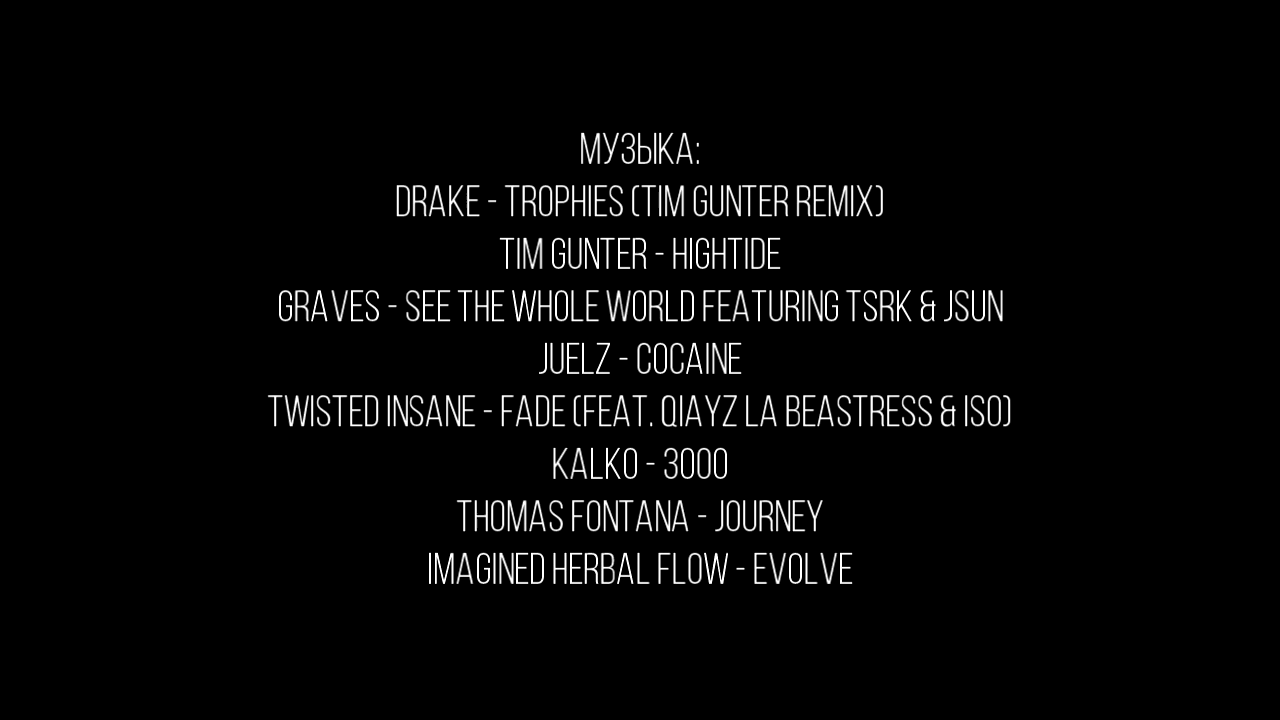 МУЗЫКА:
DRAKE - TROPHIES (TIM GUNTER REMIX)
TIM GUNTER - HIGHTIDE
GRAVES - SEE THE WHOLE WORLD FEATURING TSRK & JSUN
JUELZ - COCAINE
TWISTED INSANE - FADE (FEAT. QIAYZ LA BEASTRESS & ISO)
KALKO - 3000
THOMAS FONTANA - JOURNEY
IMAGINED HERBAL FLOW - EVOLVE